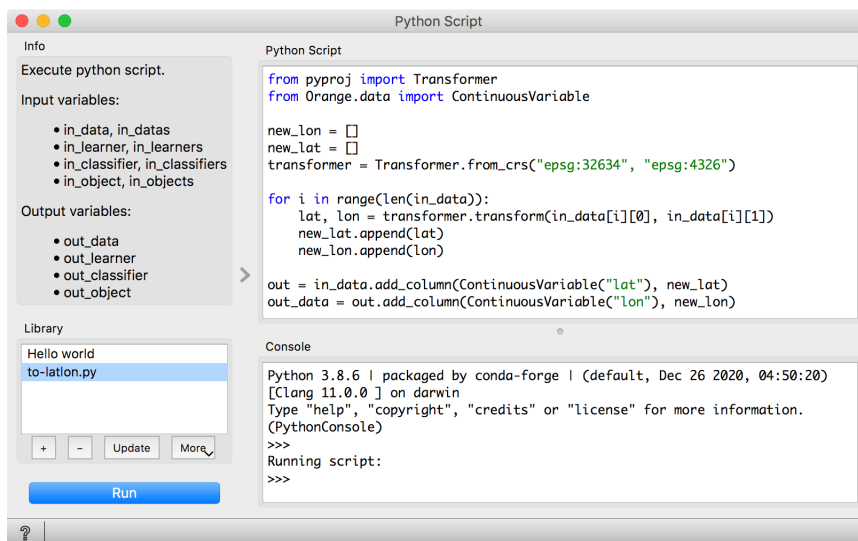 Python Script
Info
Execute python script.
Input variables:
• in_data, in_datas
• in_learner, in_learners
• in_classifier, in_classifiers
• in_object, in_objects
Output variables:
• out_data
• out_learner
• out_classifier
• out_object
Library
Hello world
to-latlon.py
+
−
Update
More
Run
?
Python Script
from pyproj import Transformer
from Orange.data import ContinuousVariable
new_lon = []
new_lat = []
transformer = Transformer.from_crs("epsg:32634", "epsg:4326")
for i in range(len(in_data)):
    lat, lon = transformer.transform(in_data[i][0], in_data[i][1])
    new_lat.append(lat)
    new_lon.append(lon)
out = in_data.add_column(ContinuousVariable("lat"), new_lat)
out_data = out.add_column(ContinuousVariable("lon"), new_lon)
Console
Python 3.8.6 | packaged by conda-forge | (default, Dec 26 2020, 04:50:20)
[Clang 11.0.0 ] on darwin
Type "help", "copyright", "credits" or "license" for more information.
(PythonConsole)
>>>
Running script:
>>>